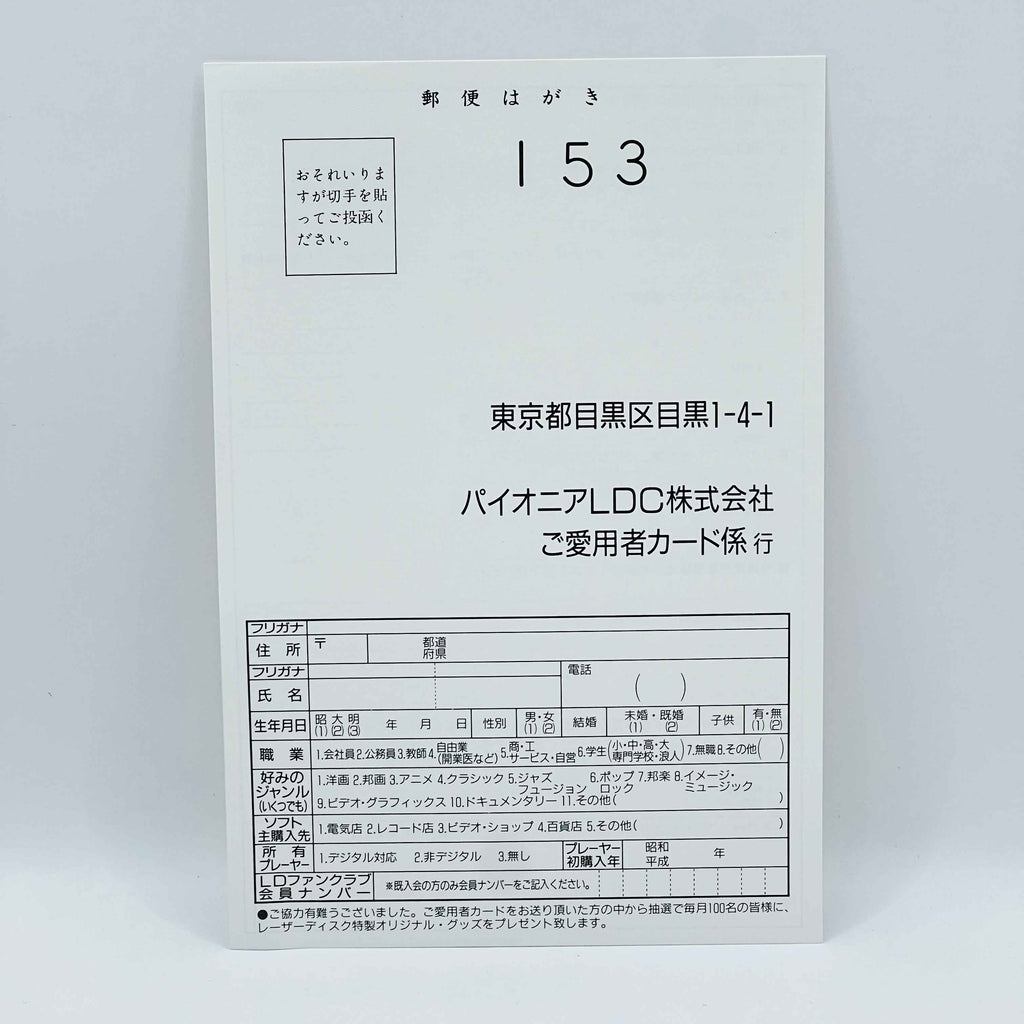 郵便はがき
153
おそれいりま
すが切手を貼
ってご投函く
ださい。
東京都目黒区目黒1-4-1
パイオニアLDC株式会社
ご愛用者カード係 行
フリガナ
住所 〒 都道府県
フリガナ
氏名 電話 ( )
生年月日 昭(1) 大(2) 明(3) 年 月 日 性別 男・女(1)(2) 結婚 未婚・既婚(1)(2) 子供 有・無(1)(2)
職業 1.会社員 2.公務員 3.教師 4.自由業(開業医など) 5.商・工サービス・自営 6.学生(小・中・高・大専門学校・浪人) 7.無職 8.その他( )
好みのジャンル(いくつでも) 1.洋画 2.邦画 3.アニメ 4.クラシック 5.ジャズフュージョン 6.ポップロック 7.邦楽 8.イメージ・ミュージック
9.ビデオ・グラフィックス 10.ドキュメンタリー 11.その他( )
ソフト主購入先 1.電気店 2.レコード店 3.ビデオ・ショップ 4.百貨店 5.その他( )
所有プレーヤー 1.デジタル対応 2.非デジタル 3.無し プレーヤー初購入年 昭和平成 年
LDファンクラブ会員ナンバー ※既入会の方のみ会員ナンバーをご記入ください。
●ご協力有難うございました。ご愛用者カードをお送り頂いた方の中から抽選で毎月100名の皆様に、
レーザーディスク特製オリジナル・グッズをプレゼント致します。